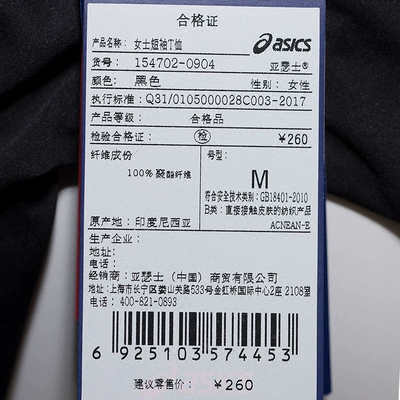 合格证
产品名称: 女士短袖T恤
asics
货号: 154702-0904
亚瑟士®
颜色: 黑色
性别: 女性
执行标准: Q31/0105000028C003-2017
产品等级: 合格品
检验合格证: 检 ¥260
纤维成份
100% 聚酯纤维
号型:
M
符合安全技术类别: GB18401-2010
B类: 直接接触皮肤的纺织产品
原产地: 印度尼西亚
ACNEAN-E
生产企业:
地址:
电话:
经销商: 亚瑟士 (中国) 商贸有限公司
地址: 上海市长宁区娄山关路533号金虹桥国际中心2座 2108室
电话: 400-821-0893
6 925103 574453
建议零售价: ¥260